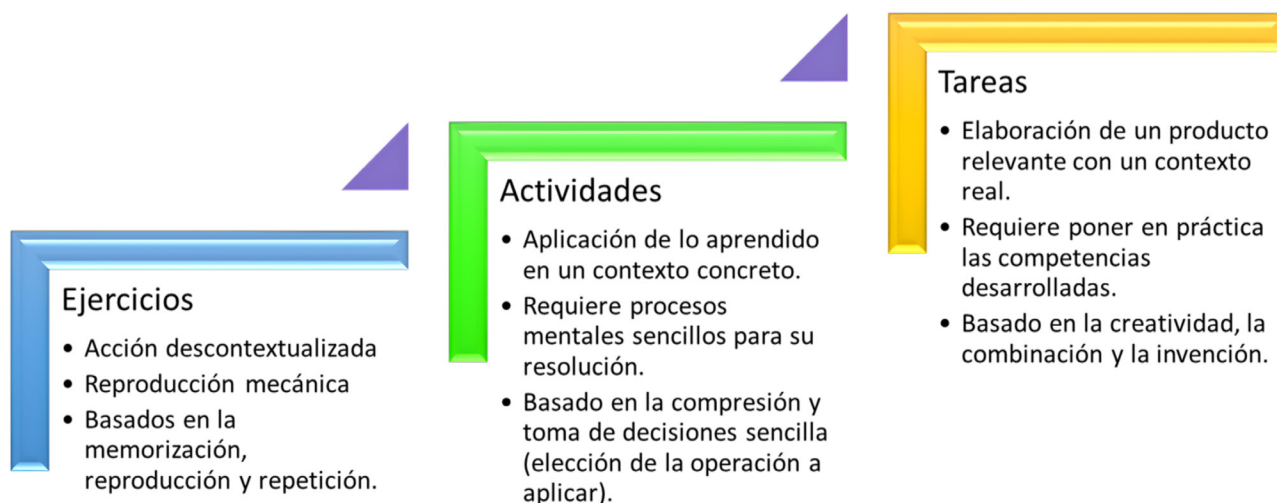 Ejercicios
• Acción descontextualizada
• Reproducción mecánica
• Basados en la
memorización,
reproducción y repetición.
Actividades
• Aplicación de lo aprendido
en un contexto concreto.
• Requiere procesos
mentales sencillos para su
resolución.
• Basado en la compresión y
toma de decisiones sencilla
(elección de la operación a
aplicar).
Tareas
• Elaboración de un producto
relevante con un contexto
real.
• Requiere poner en práctica
las competencias
desarrolladas.
• Basado en la creatividad, la
combinación y la invención.